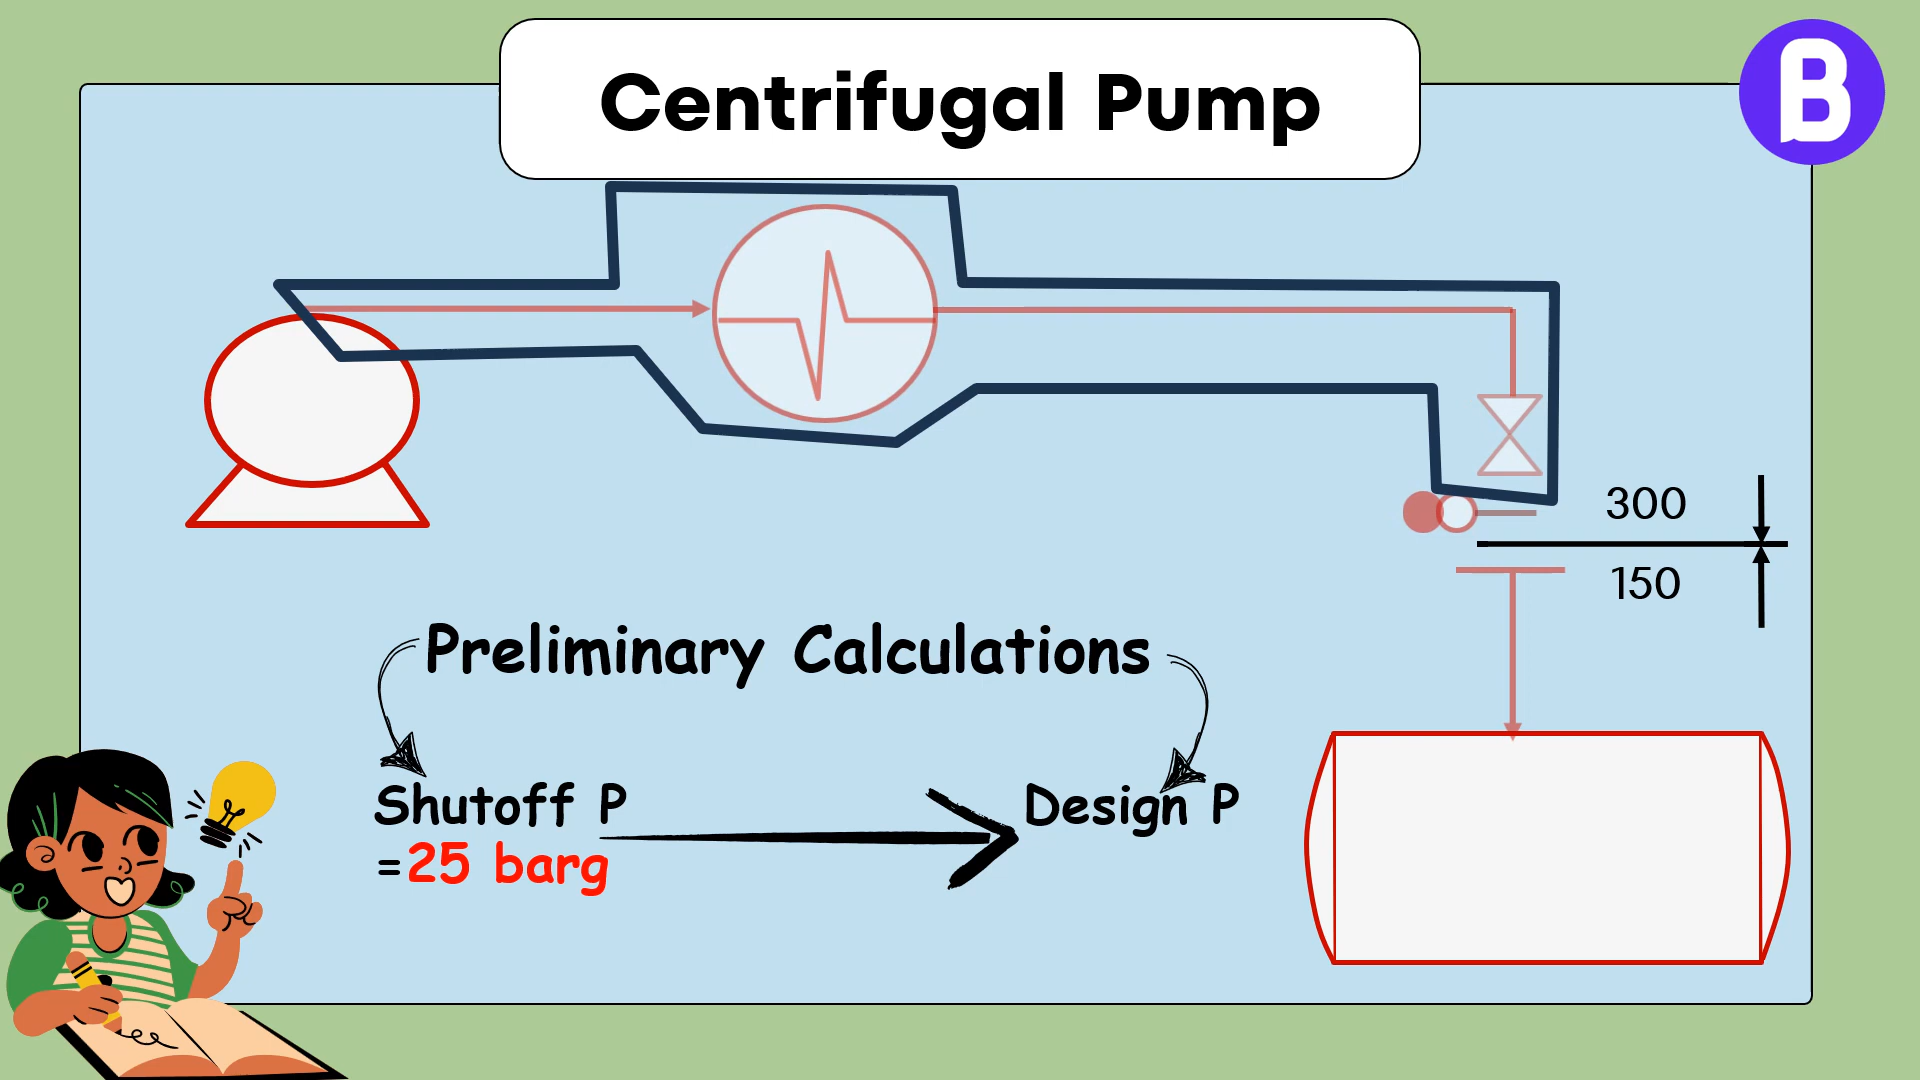 Centrifugal Pump
B
300
150
Preliminary Calculations
Shutoff P
=25 barg
Design P